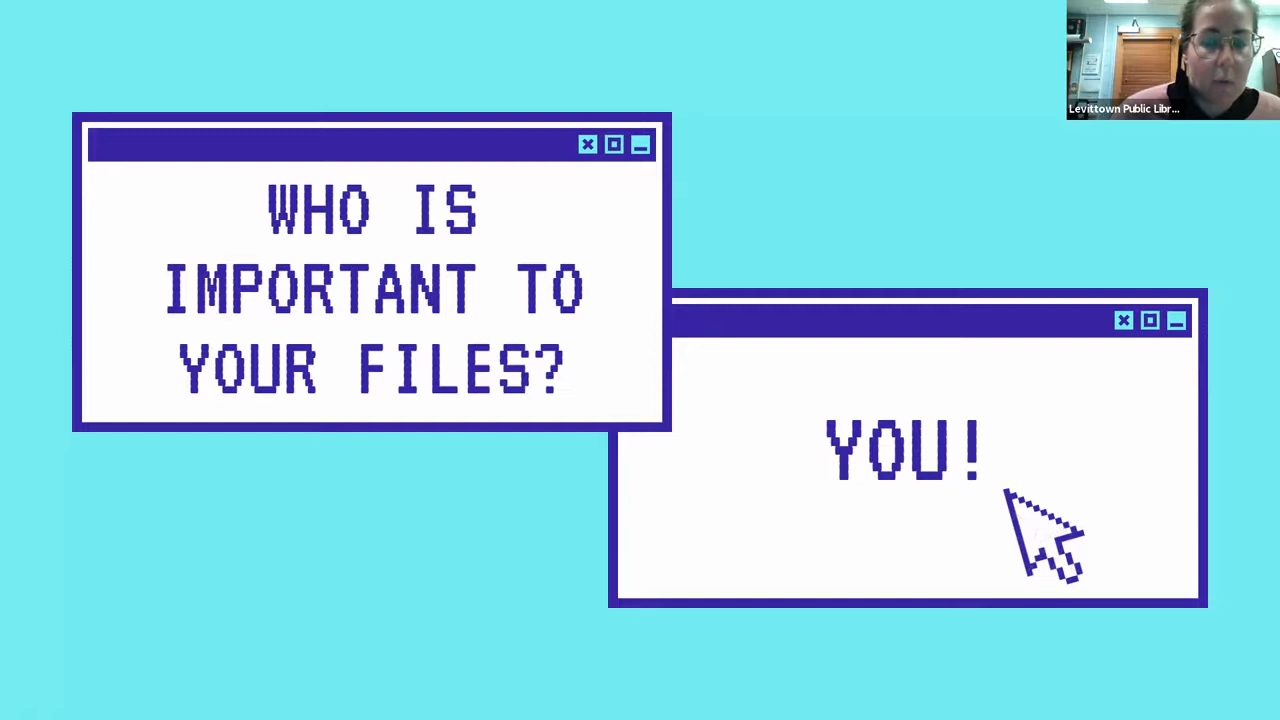 WHO IS
IMPORTANT TO
YOUR FILES?
YOU!
Levittown Public Libr...